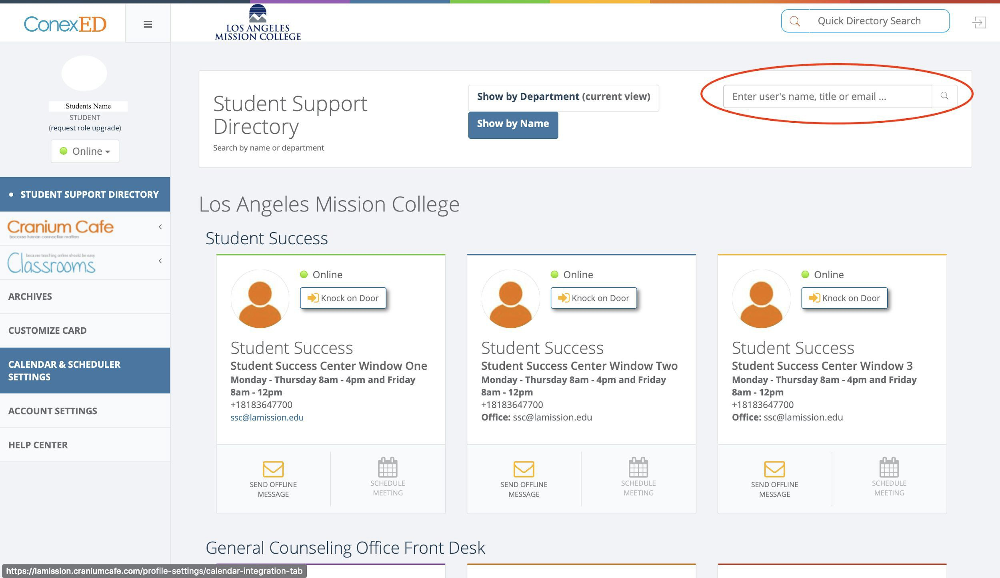 ConexED
LOS ANGELES
MISSION COLLEGE
Quick Directory Search
Students Name
STUDENT
(request role upgrade)
Online
STUDENT SUPPORT DIRECTORY
Cranium Cafe
because human connection matters
because teaching online should be easy
Classrooms
ARCHIVES
CUSTOMIZE CARD
CALENDAR & SCHEDULER
SETTINGS
ACCOUNT SETTINGS
HELP CENTER
Student Support
Directory
Search by name or department
Show by Department (current view)
Show by Name
Enter user's name, title or email ...
Los Angeles Mission College
Student Success
Online
Knock on Door
Student Success
Student Success Center Window One
Monday - Thursday 8am - 4pm and Friday
8am - 12pm
+18183647700
ssc@lamission.edu
SEND OFFLINE
MESSAGE
SCHEDULE
MEETING
Online
Knock on Door
Student Success
Student Success Center Window Two
Monday - Thursday 8am - 4pm and Friday
8am - 12pm
+18183647700
Office: ssc@lamission.edu
SEND OFFLINE
MESSAGE
SCHEDULE
MEETING
Online
Knock on Door
Student Success
Student Success Center Window 3
Monday - Thursday 8am - 4pm and Friday
8am - 12pm
+18183647700
Office: ssc@lamission.edu
SEND OFFLINE
MESSAGE
SCHEDULE
MEETING
General Counseling Office Front Desk
https://lamission.craniumcafe.com/profile-settings/calendar-integration-tab